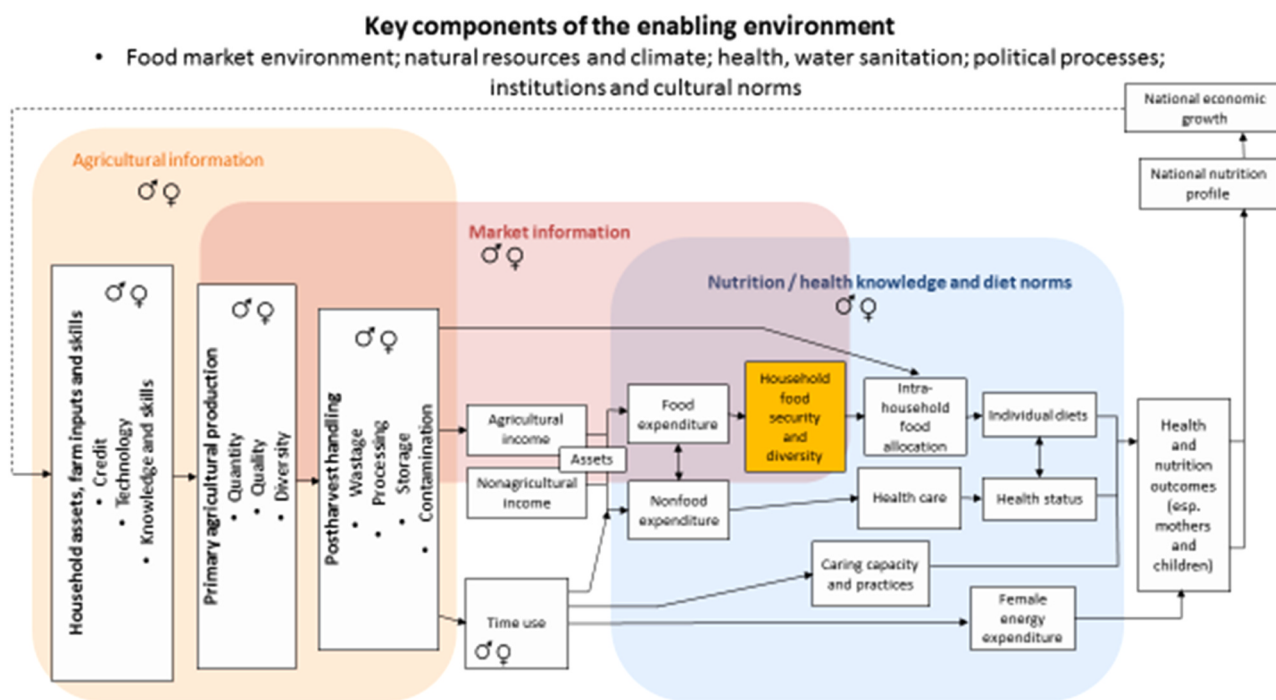 Key components of the enabling environment
• Food market environment; natural resources and climate; health, water sanitation; political processes;
institutions and cultural norms
National economic
growth
National nutrition
profile
Agricultural information
♂♀
Market information
♂♀
Nutrition / health knowledge and diet norms
♂♀
♂♀
Household assets, farm inputs and skills
• Credit
• Technology
• Knowledge and skills
♂♀
Primary agricultural production
• Quantity
• Quality
• Diversity
♂♀
Postharvest handling
• Wastage
• Processing
• Storage
• Contamination
Agricultural
income
Assets
Nonagricultural
income
Time use
♂♀
Food
expenditure
Nonfood
expenditure
Household
food
security
and
diversity
Intra-
household
food
allocation
Individual diets
Health care
Health status
Caring capacity
and practices
Female
energy
expenditure
Health
and
nutrition
outcomes
(esp.
mothers
and
children)